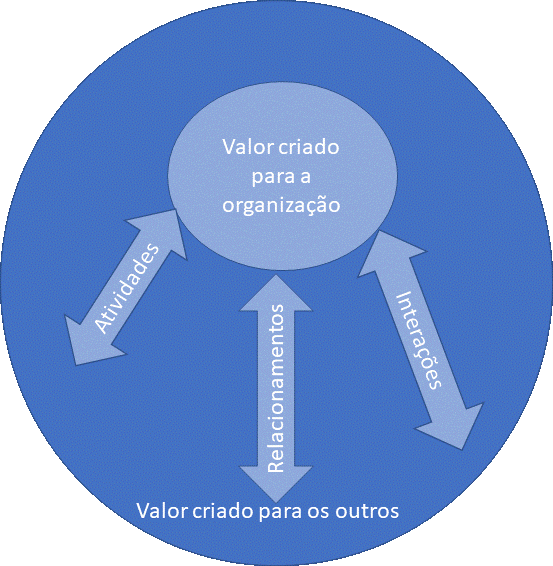 Valor criado
para a
organização
Atividades
Relacionamentos
Interações
Valor criado para os outros